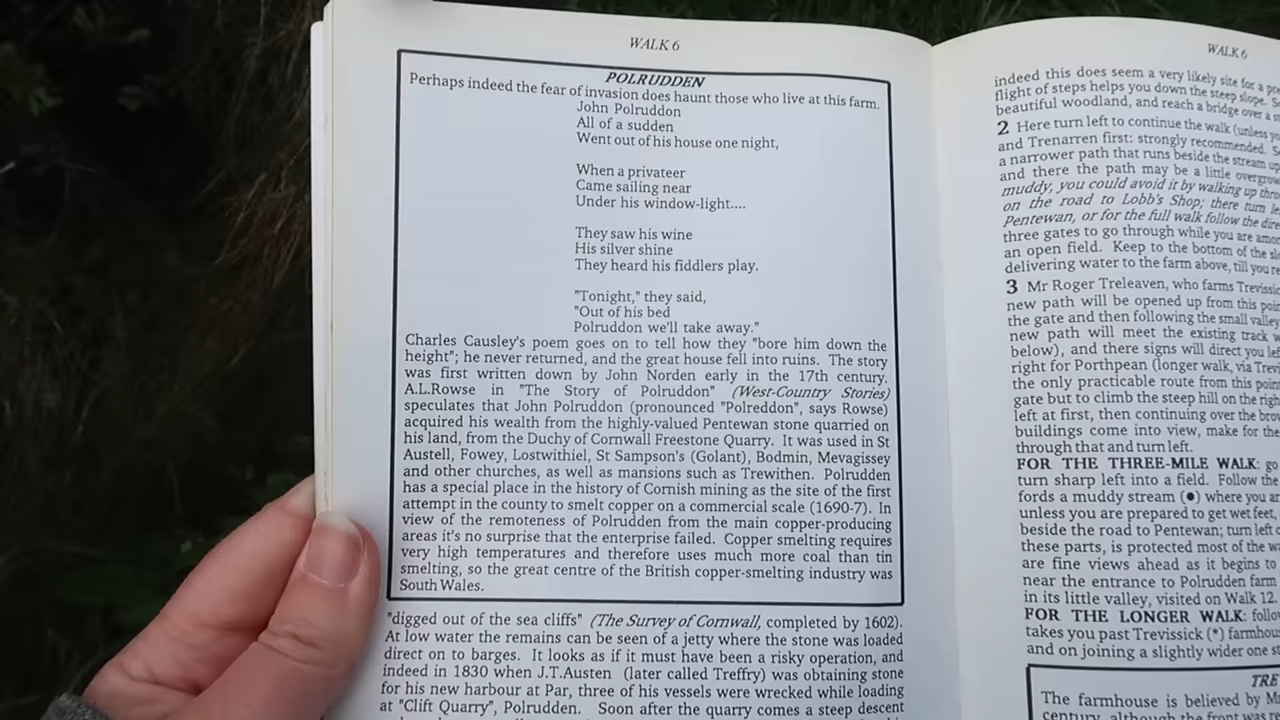 WALK 6
POLRUDDEN
Perhaps indeed the fear of invasion does haunt those who live at this farm.
John Polruddon
All of a sudden
Went out of his house one night,
When a privateer
Came sailing near
Under his window-light....
They saw his wine
His silver shine
They heard his fiddlers play.
"Tonight," they said,
"Out of his bed
Polruddon we'll take away."
Charles Causley's poem goes on to tell how they "bore him down the
height"; he never returned, and the great house fell into ruins. The story
was first written down by John Norden early in the 17th century.
A.L.Rowse in "The Story of Polruddon" (West-Country Stories)
speculates that John Polruddon (pronounced "Polreddon", says Rowse)
acquired his wealth from the highly-valued Pentewan stone quarried on
his land, from the Duchy of Cornwall Freestone Quarry. It was used in St
Austell, Fowey, Lostwithiel, St Sampson's (Golant), Bodmin, Mevagissey
and other churches, as well as mansions such as Trewithen. Polrudden
has a special place in the history of Cornish mining as the site of the first
attempt in the county to smelt copper on a commercial scale (1690-7). In
view of the remoteness of Polrudden from the main copper-producing
areas it's no surprise that the enterprise failed. Copper smelting requires
very high temperatures and therefore uses much more coal than tin
smelting, so the great centre of the British copper-smelting industry was
South Wales.
"digged out of the sea cliffs" (The Survey of Cornwall, completed by 1602).
At low water the remains can be seen of a jetty where the stone was loaded
direct on to barges. It looks as if it must have been a risky operation, and
indeed in 1830 when J.T.Austen (later called Treffry) was obtaining stone
for his new harbour at Par, three of his vessels were wrecked while loading
at "Clift Quarry", Polrudden. Soon after the quarry comes a steep descent
WALK 6
indeed this does seem a very likely site for a
flight of steps helps you down the steep slope.
beautiful woodland, and reach a bridge over a
2 Here turn left to continue the walk (unless
and Trenarren first: strongly recommended.
a narrower path that runs beside the stream
and there the path may be a little
muddy, you could avoid it by walking up
on the road to Lobb's Shop; there turn
Pentewan, or for the full walk follow the
three gates to go through while you are
an open field. Keep to the bottom of the
delivering water to the farm above, till you
3 Mr Roger Treleaven, who farms
new path will be opened up from this
the gate and then following the small valley
new path will meet the existing track
below), and there signs will direct you
right for Porthpean (longer walk, via
the only practicable route from this
gate but to climb the steep hill on the
left at first, then continuing over the
buildings come into view, make for the
through that and turn left.
FOR THE THREE-MILE WALK: go
turn sharp left into a field. Follow the
fords a muddy stream (●) where you
unless you are prepared to get wet feet,
beside the road to Pentewan; turn left
these parts, is protected most of the
are fine views ahead as it begins to
near the entrance to Polrudden farm
in its little valley, visited on Walk 12.
FOR THE LONGER WALK:
takes you past Trevissick (*)
and on joining a slightly wider one
The farmhouse is believed by